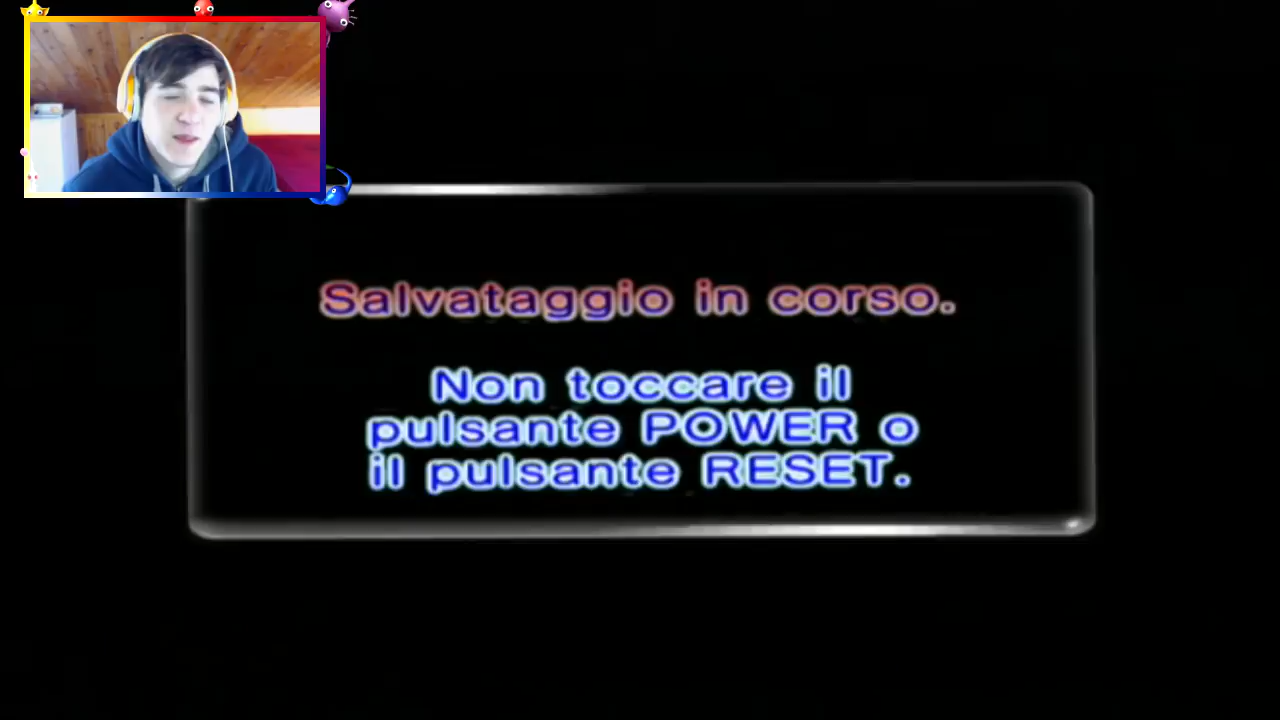 Salvataggio in corso.
Non toccare il
pulsante POWER o
il pulsante RESET.